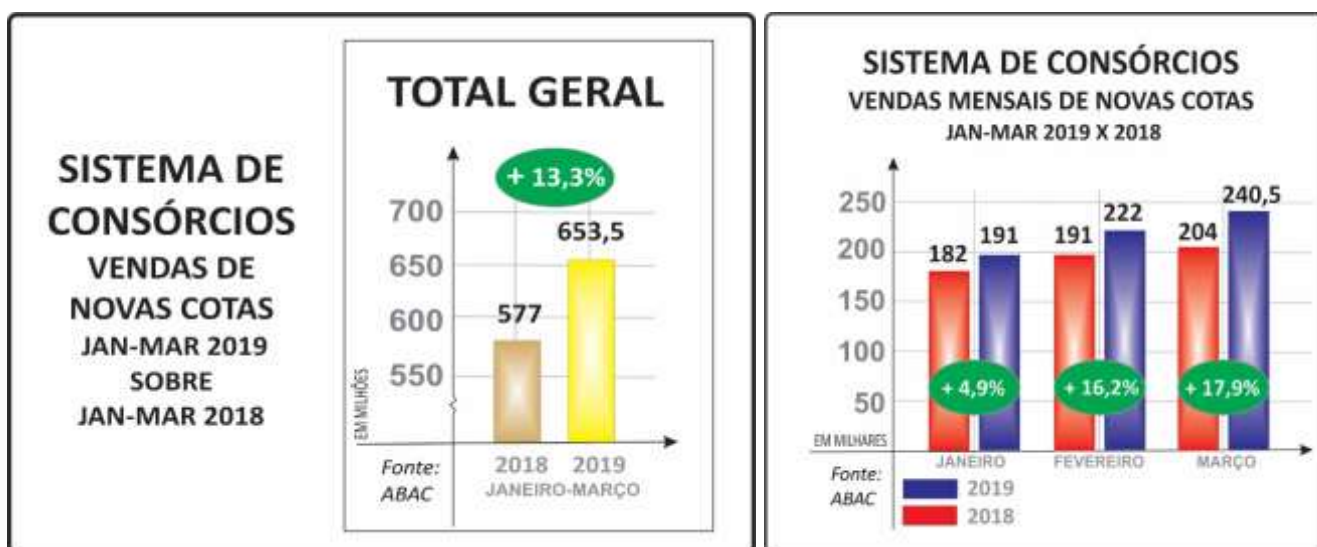 SISTEMA DE
CONSÓRCIOS
VENDAS DE
NOVAS COTAS
JAN-MAR 2019
SOBRE
JAN-MAR 2018
TOTAL GERAL
+ 13,3%
700
653,5
650
577
600
550
EM MILHÕES
Fonte:
ABAC
2018 2019
JANEIRO-MARÇO
SISTEMA DE CONSÓRCIOS
VENDAS MENSAIS DE NOVAS COTAS
JAN-MAR 2019 X 2018
250
200
150
100
50
182 191
191 222
204 240,5
+ 4,9% + 16,2% + 17,9%
EM MILHARES
JANEIRO FEVEREIRO MARÇO
Fonte:
ABAC
2019
2018